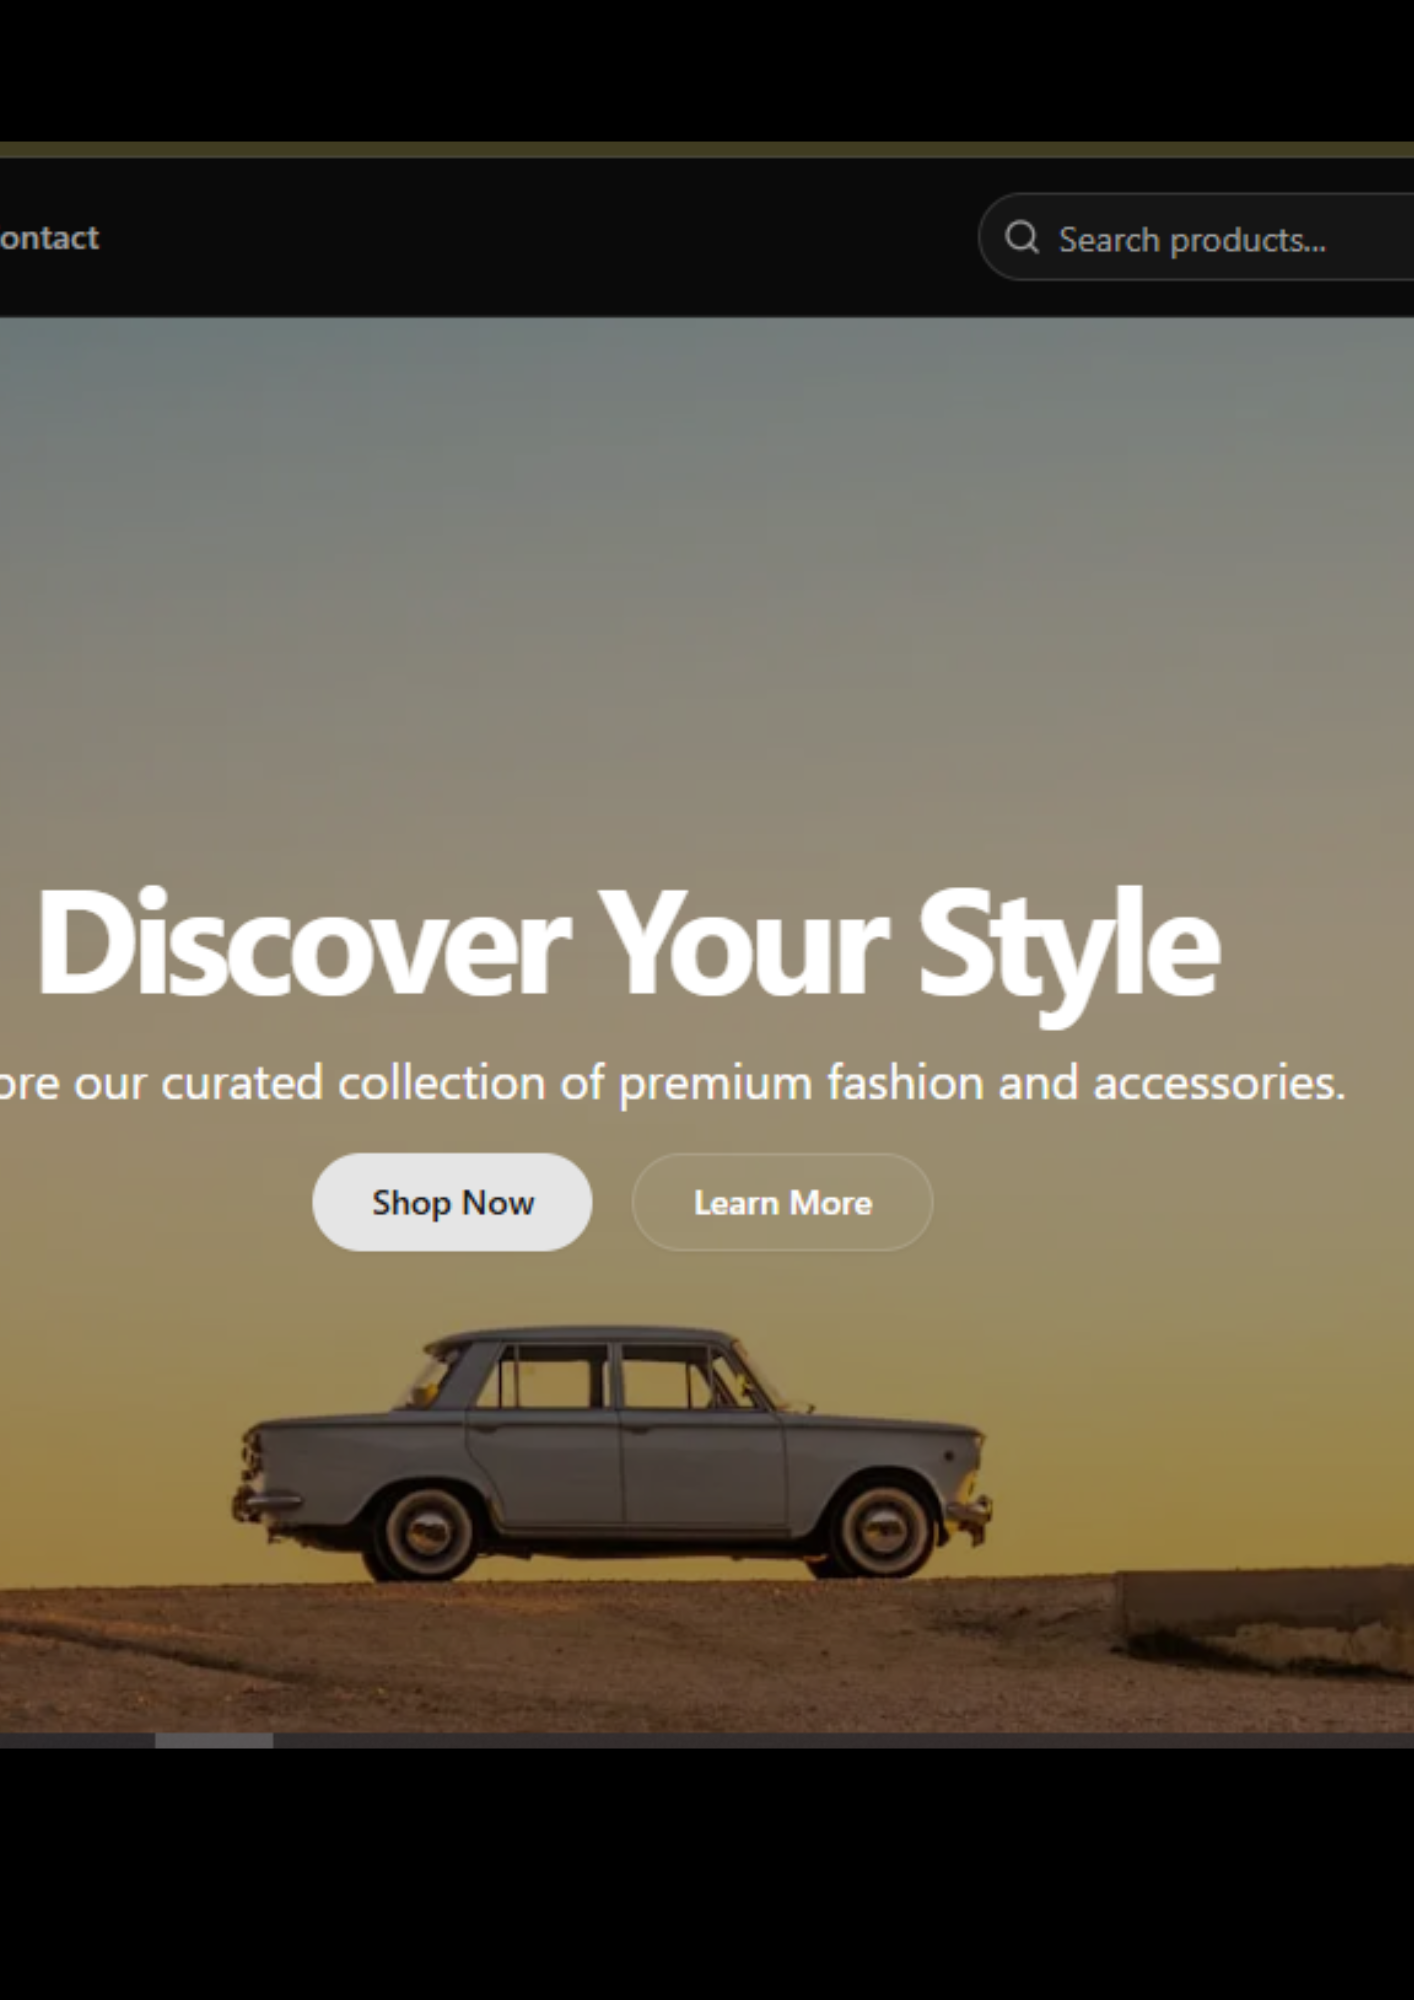 ontact
Search products...
Discover Your Style
ore our curated collection of premium fashion and accessories.
Shop Now
Learn More